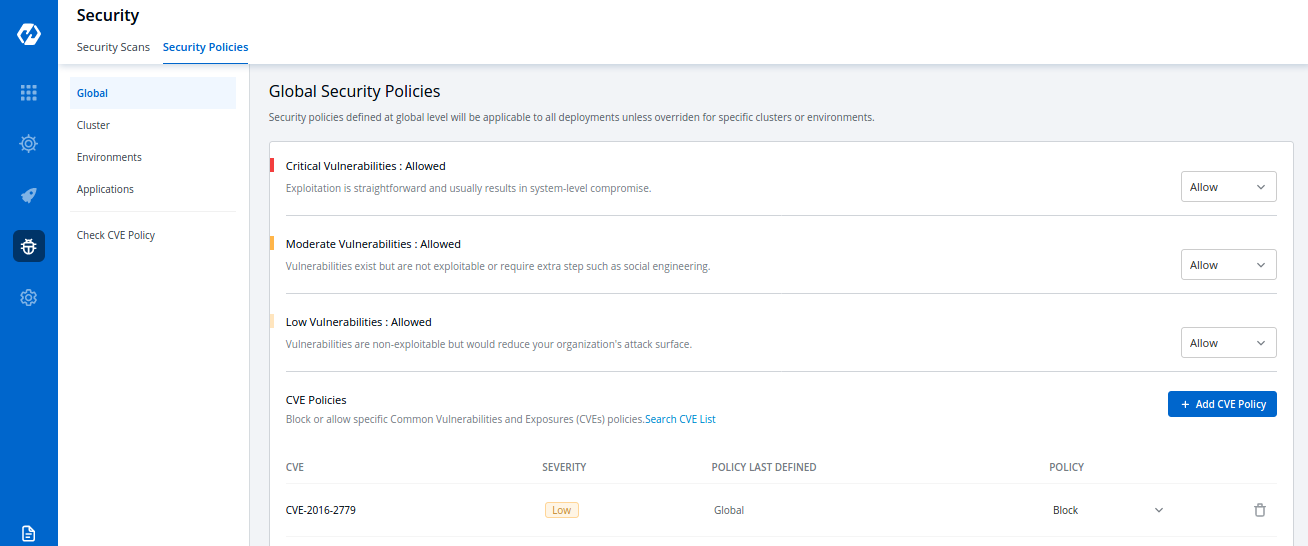 Security
Security Scans
Security Policies
Global
Cluster
Environments
Applications
Check CVE Policy
Global Security Policies
Security policies defined at global level will be applicable to all deployments unless overriden for specific clusters or environments.
Critical Vulnerabilities : Allowed
Exploitation is straightforward and usually results in system-level compromise.
Allow
Moderate Vulnerabilities : Allowed
Vulnerabilities exist but are not exploitable or require extra step such as social engineering.
Allow
Low Vulnerabilities : Allowed
Vulnerabilities are non-exploitable but would reduce your organization's attack surface.
Allow
CVE Policies
Block or allow specific Common Vulnerabilities and Exposures (CVEs) policies.Search CVE List
+ Add CVE Policy
CVE SEVERITY POLICY LAST DEFINED POLICY
CVE-2016-2779 Low Global Block